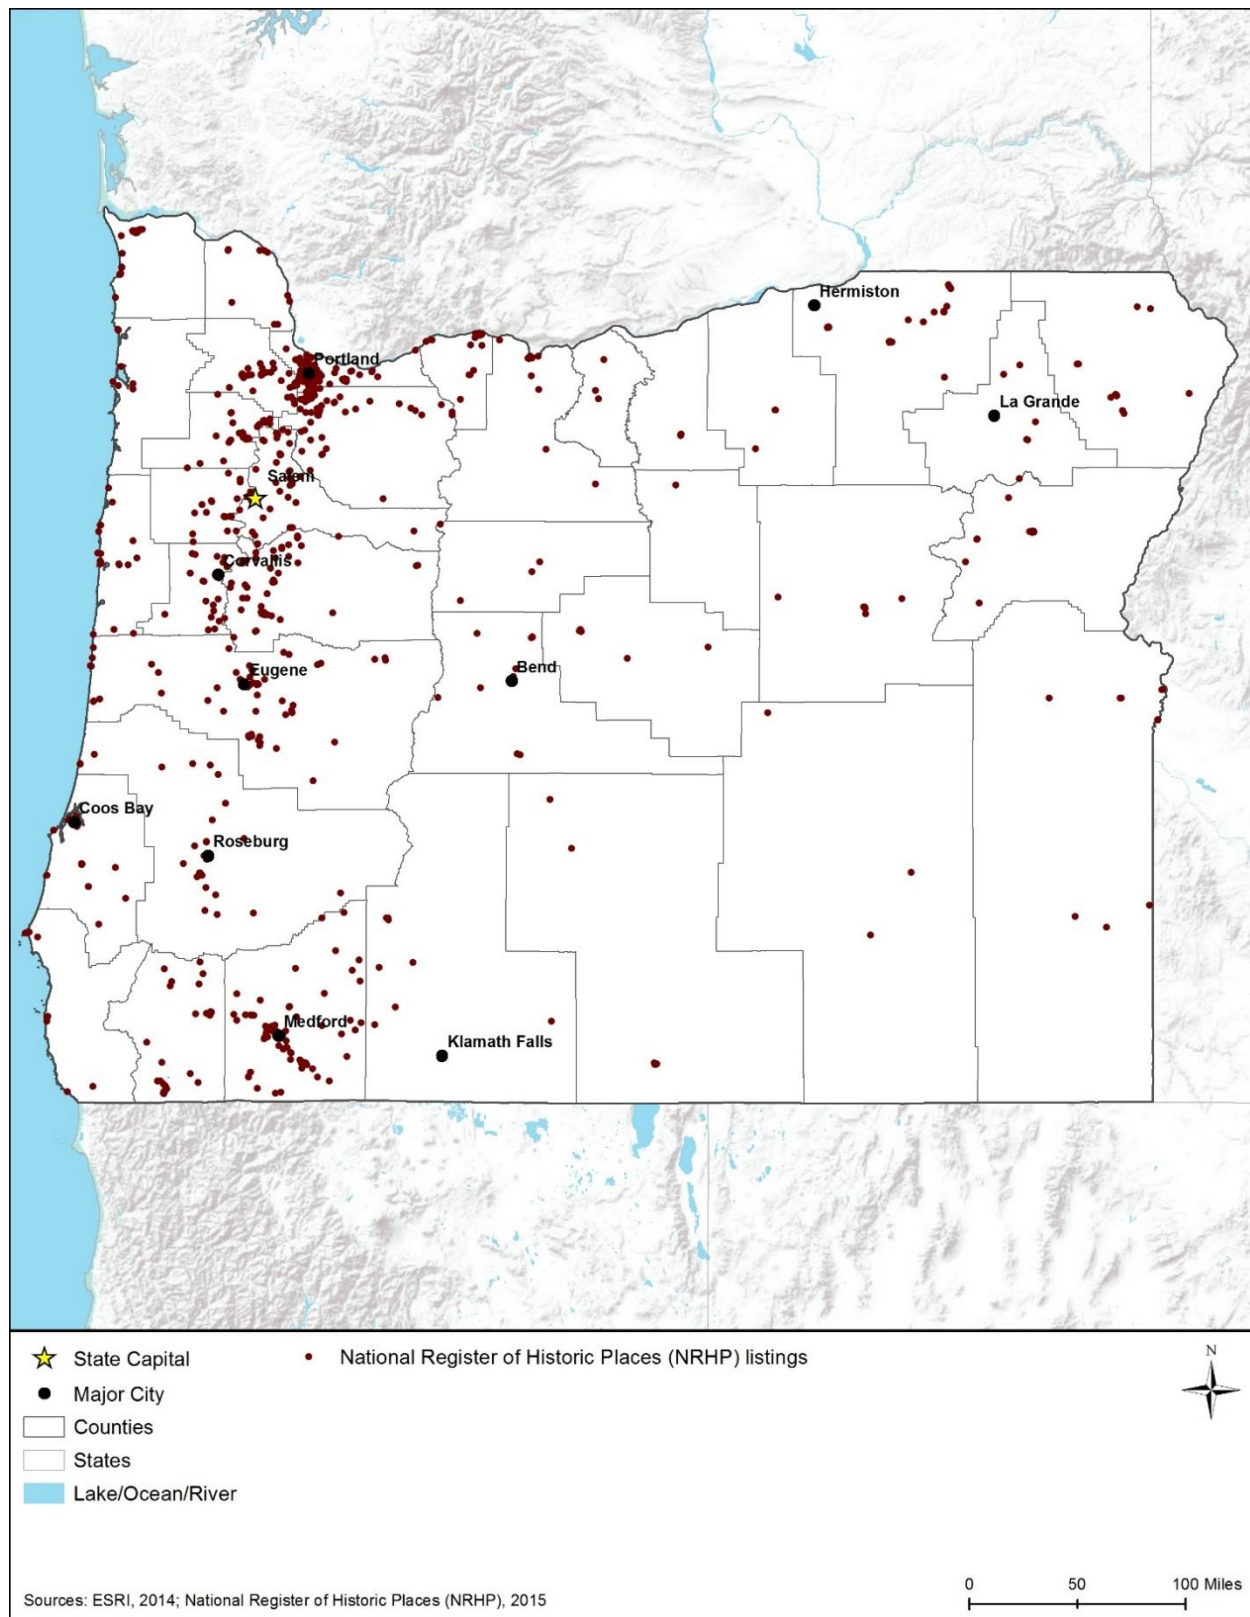 Hermiston
Portland
La Grande
Salem
Corvallis
Eugene
Bend
Coos Bay
Roseburg
Medford
Klamath Falls
State Capital
National Register of Historic Places (NRHP) listings
N
Major City
Counties
States
Lake/Ocean/River
0 50 100 Miles
Sources: ESRI, 2014; National Register of Historic Places (NRHP), 2015